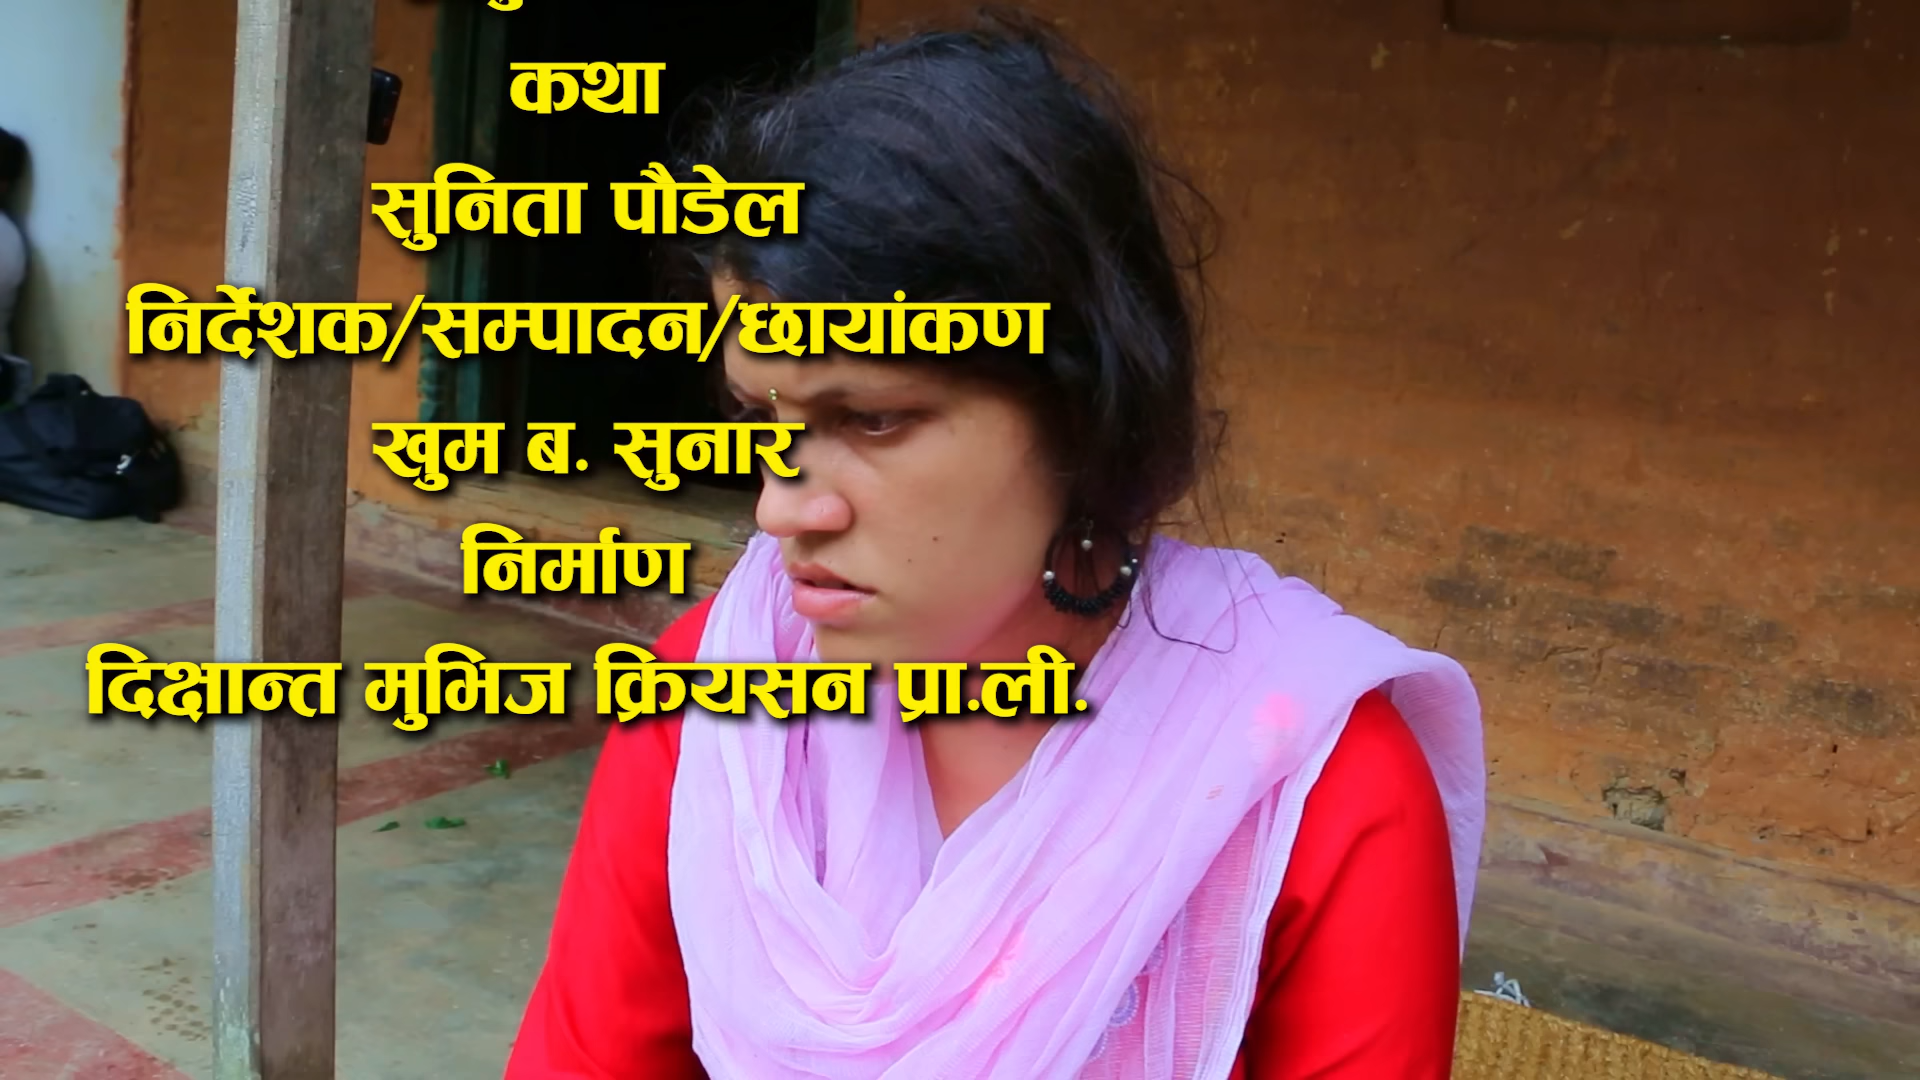 कथा
सुनिता पौडेल
निर्देशक/सम्पादन/छायांकण
खुम ब. सुनार
निर्माण
दिक्षान्त मुभिज क्रियसन प्रा.ली.